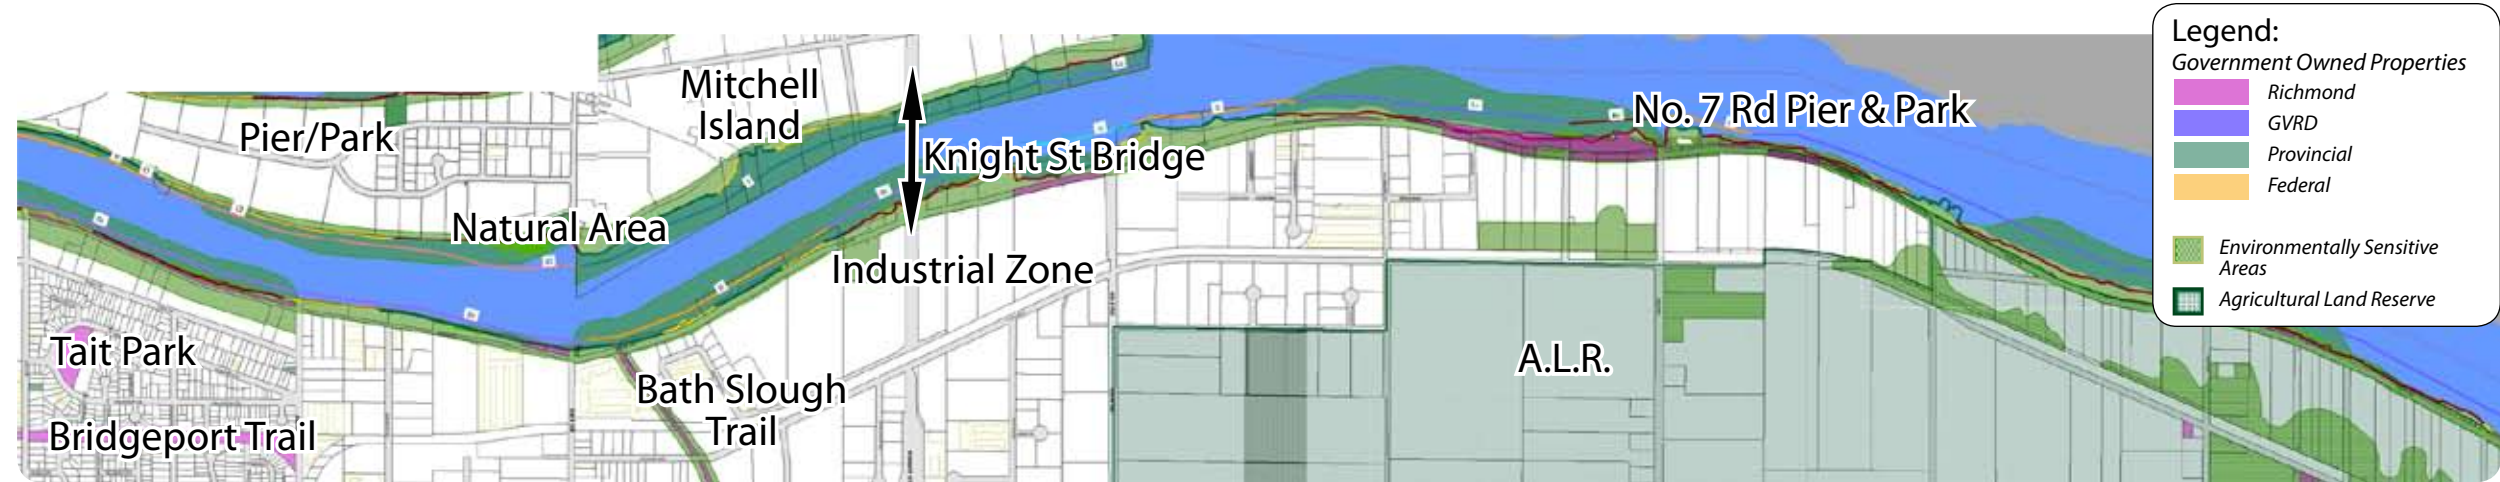 Mitchell
Island
Pier/Park
Knight St Bridge
No. 7 Rd Pier & Park
Natural Area
Industrial Zone
Tait Park
Bath Slough
Trail
Bridgeport Trail
A.L.R.
Legend:
Government Owned Properties
Richmond
GVRD
Provincial
Federal
Environmentally Sensitive
Areas
Agricultural Land Reserve